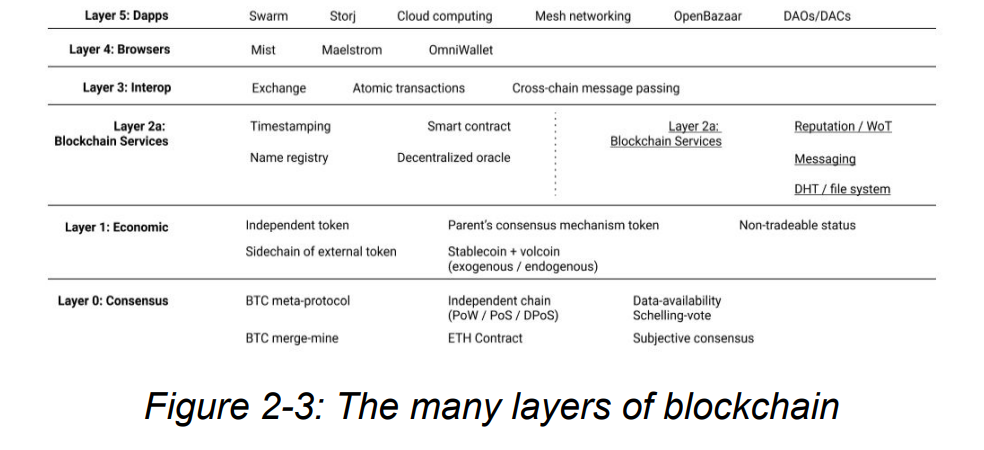 Layer 5: Dapps Swarm Storj Cloud computing Mesh networking OpenBazaar DAOs/DACs
Layer 4: Browsers Mist Maelstrom OmniWallet
Layer 3: Interop Exchange Atomic transactions Cross-chain message passing
Layer 2a:
Blockchain Services
Timestamping Smart contract
Name registry Decentralized oracle
Layer 2a:
Blockchain Services
Reputation / WoT
Messaging
DHT / file system
Layer 1: Economic
Independent token Parent's consensus mechanism token Non-tradeable status
Sidechain of external token Stablecoin + volcoin
(exogenous / endogenous)
Layer 0: Consensus
BTC meta-protocol
Independent chain
(PoW / PoS / DPoS)
Data-availability
Schelling-vote
BTC merge-mine ETH Contract Subjective consensus
Figure 2-3: The many layers of blockchain